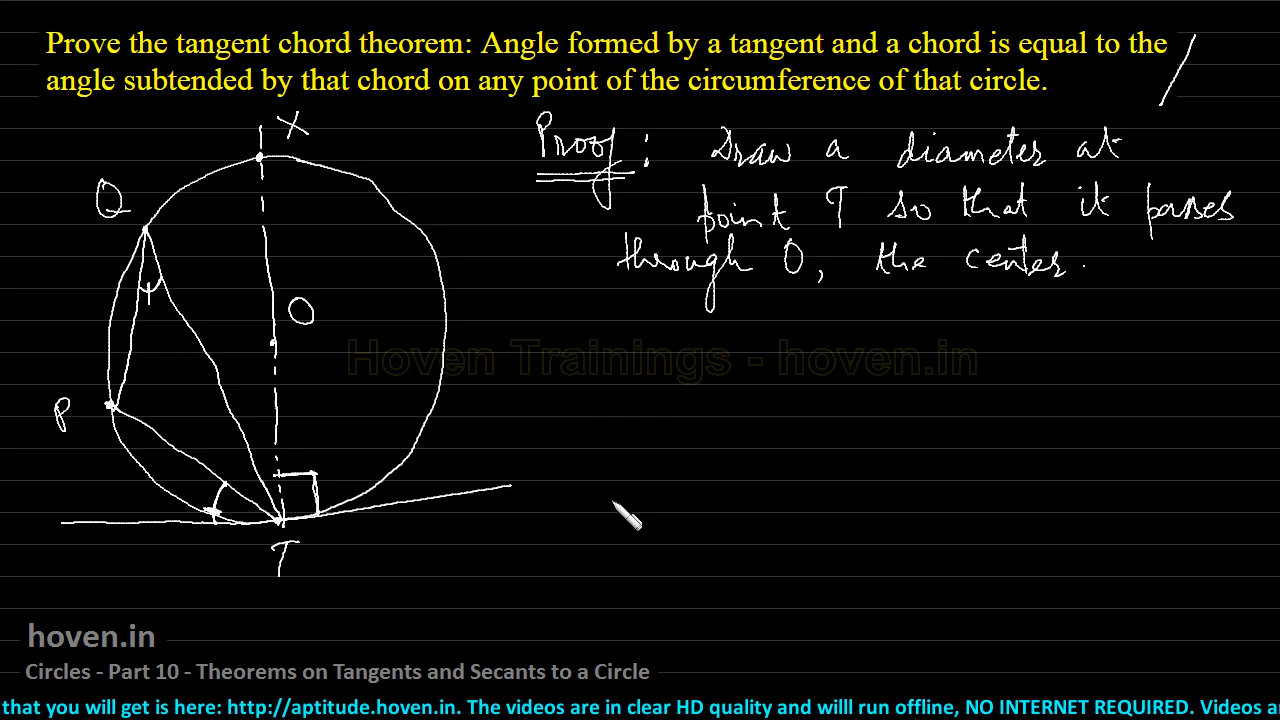 Prove the tangent chord theorem: Angle formed by a tangent and a chord is equal to the
angle subtended by that chord on any point of the circumference of that circle.
X
Proof: Draw a diameter at
Q
point T so that it passes
through O, the center.
O
Hoven Trainings - hoven.in
P
T
hoven.in
Circles - Part 10 - Theorems on Tangents and Secants to a Circle
that you will get is here: http://aptitude.hoven.in. The videos are in clear HD quality and willl run offline, NO INTERNET REQUIRED. Videos a